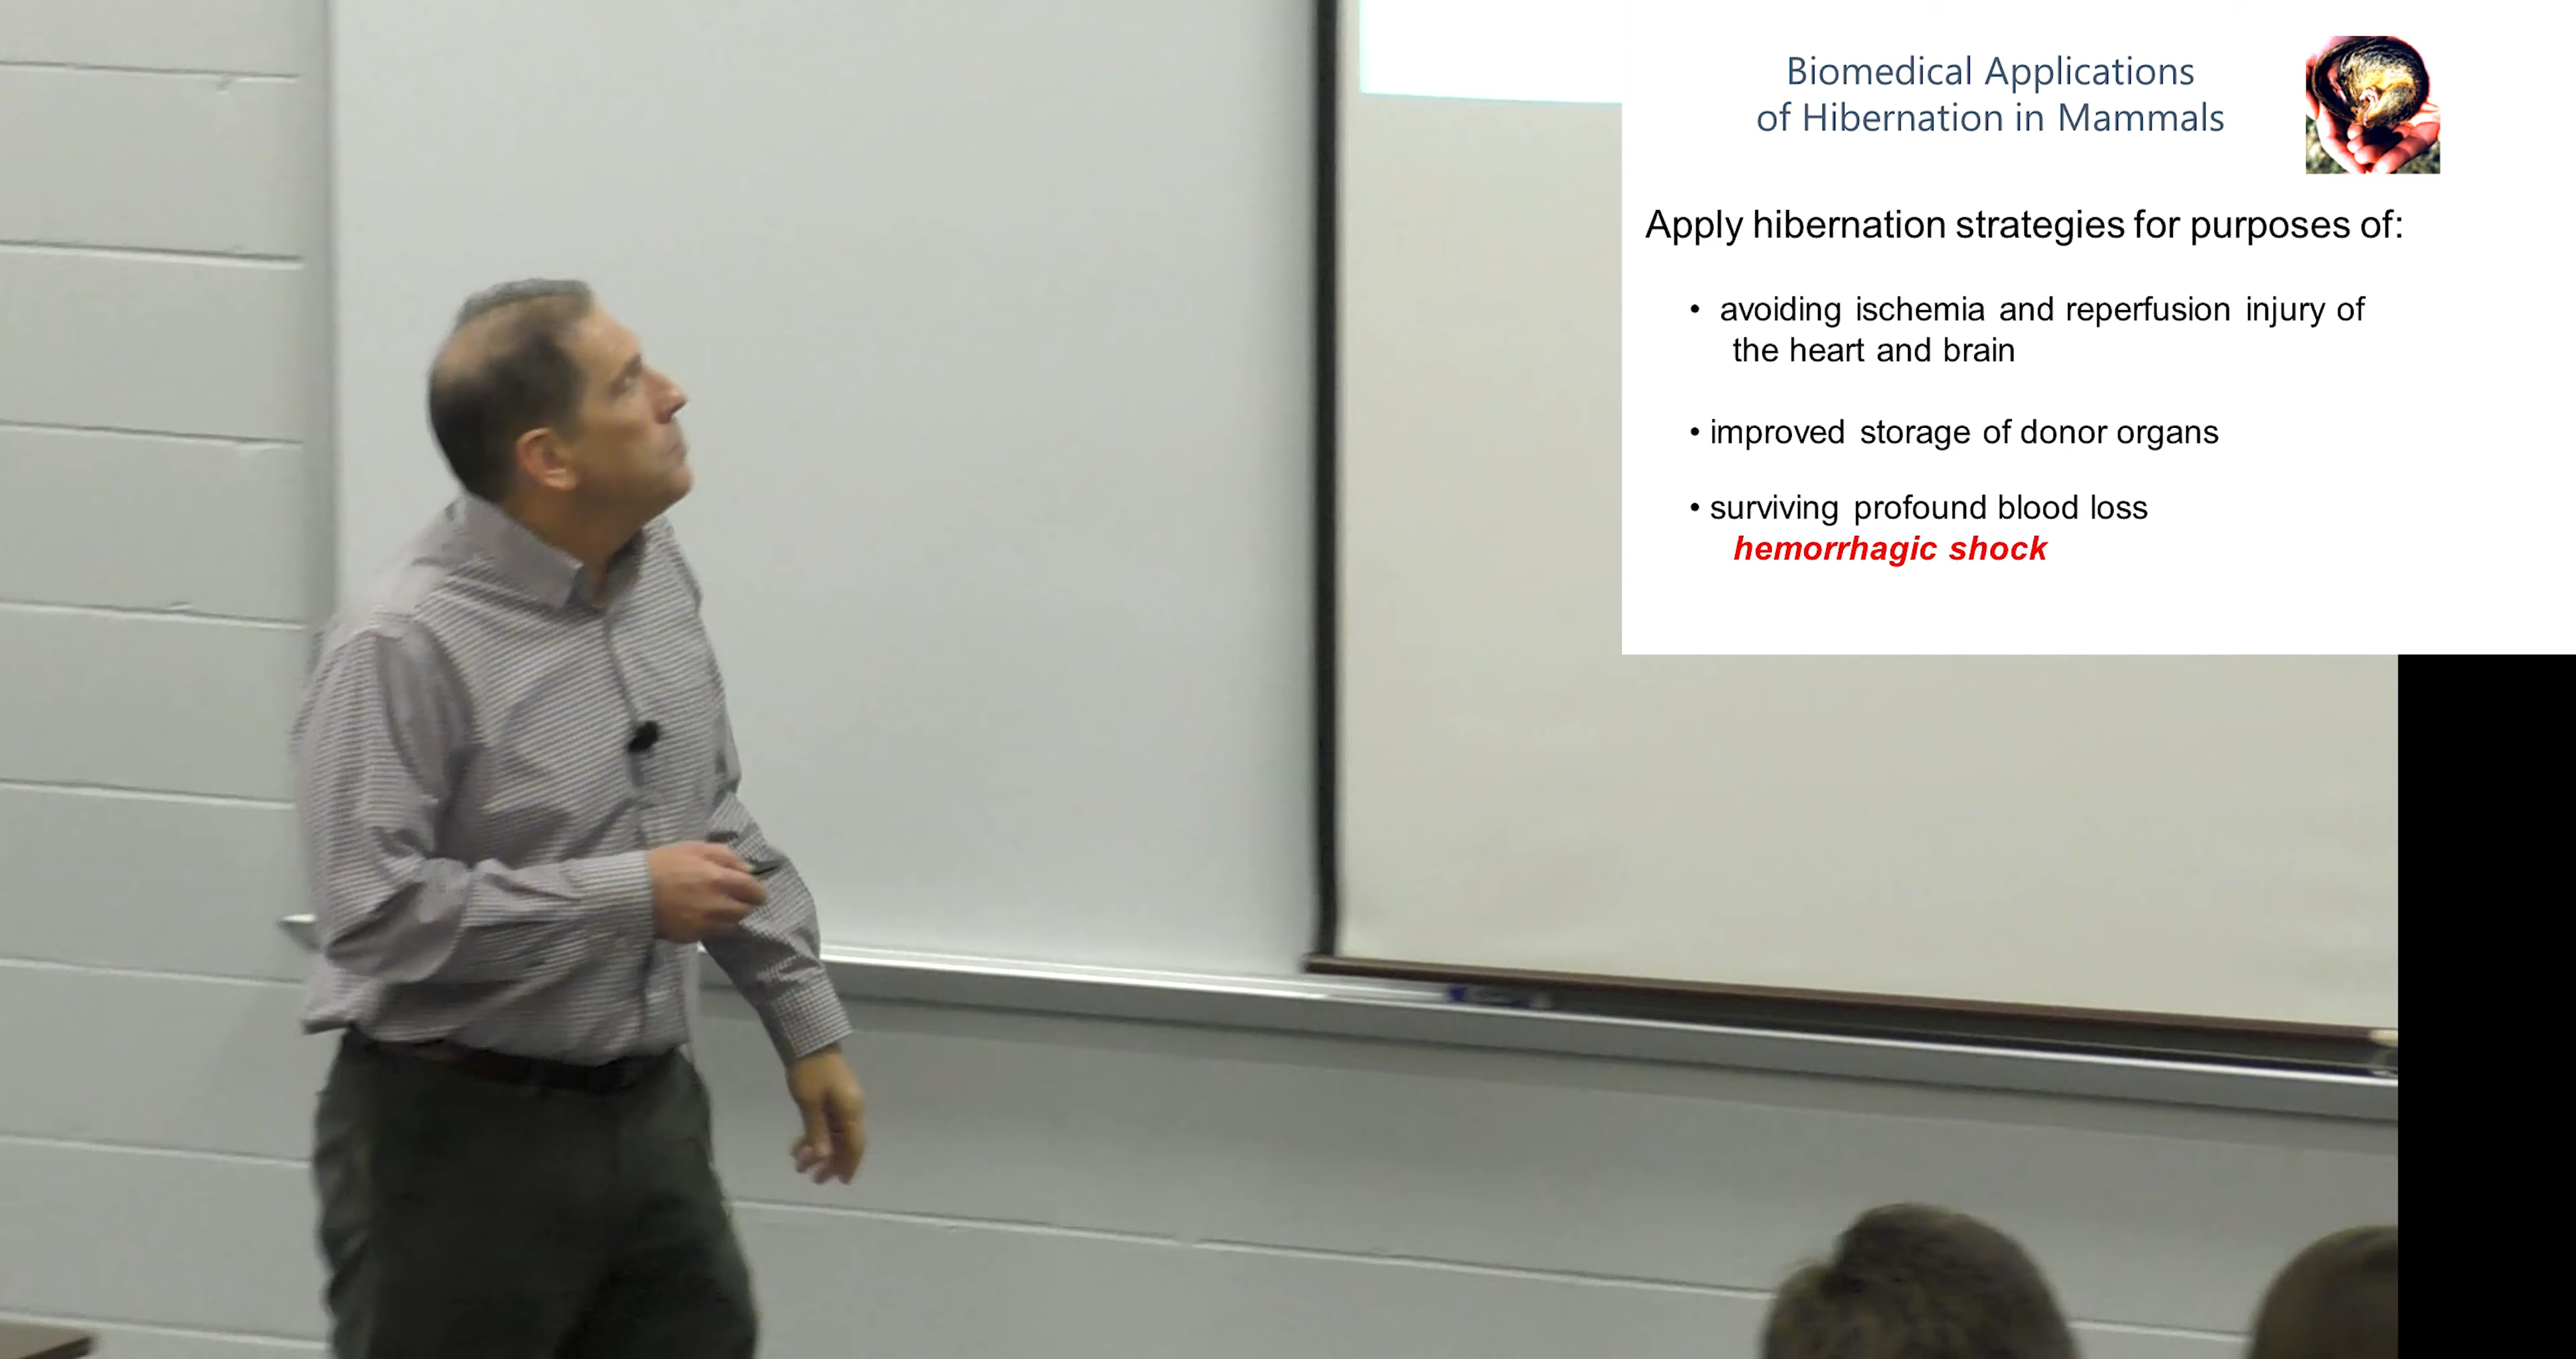 Biomedical Applications
of Hibernation in Mammals
Apply hibernation strategies for purposes of:
• avoiding ischemia and reperfusion injury of
the heart and brain
• improved storage of donor organs
• surviving profound blood loss
hemorrhagic shock